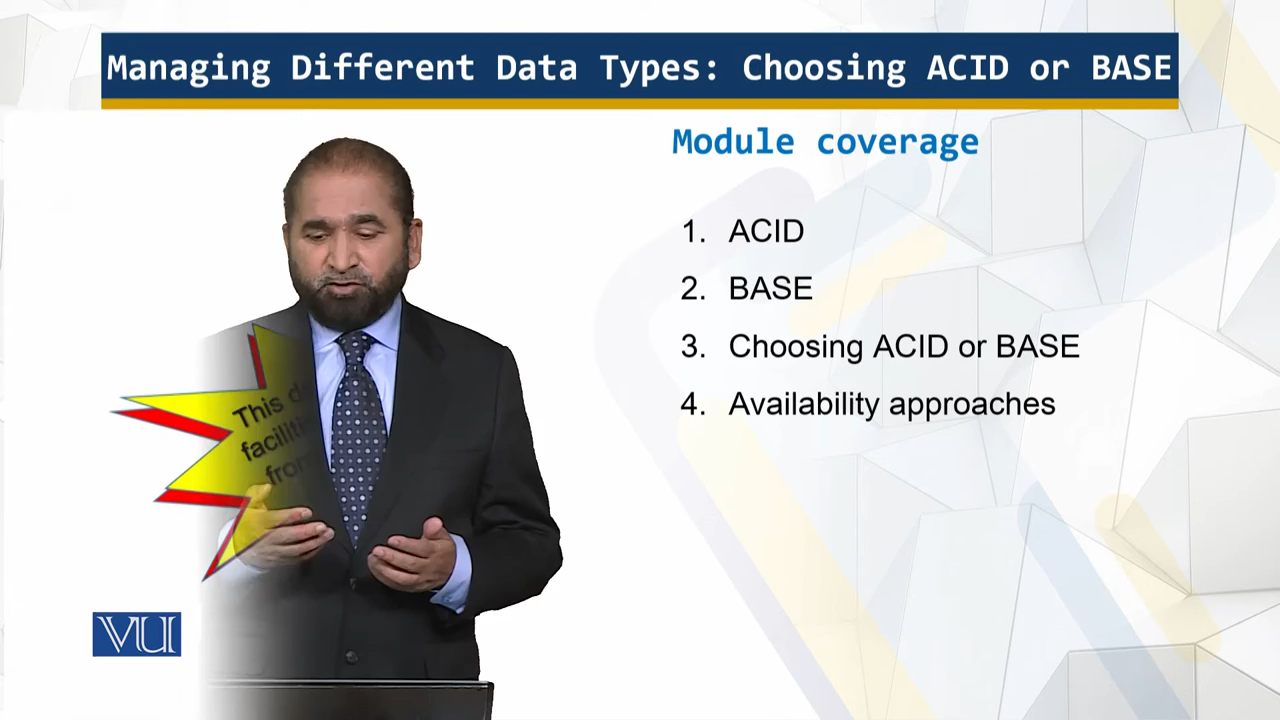 Managing Different Data Types: Choosing ACID or BASE
Module coverage
1. ACID
2. BASE
3. Choosing ACID or BASE
4. Availability approaches
This
VU